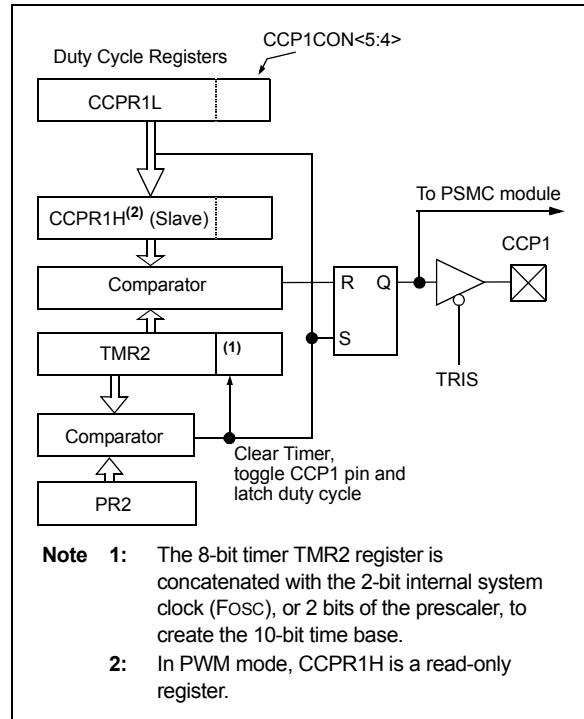 CCP1CON<5:4>
Duty Cycle Registers
CCPR1L
CCPR1H(2) (Slave)
To PSMC module
CCP1
Comparator
R Q
TMR2
(1)
S
TRIS
Comparator
Clear Timer,
toggle CCP1 pin and
latch duty cycle
PR2
Note 1: The 8-bit timer TMR2 register is
concatenated with the 2-bit internal system
clock (FOSC), or 2 bits of the prescaler, to
create the 10-bit time base.
2: In PWM mode, CCPR1H is a read-only
register.